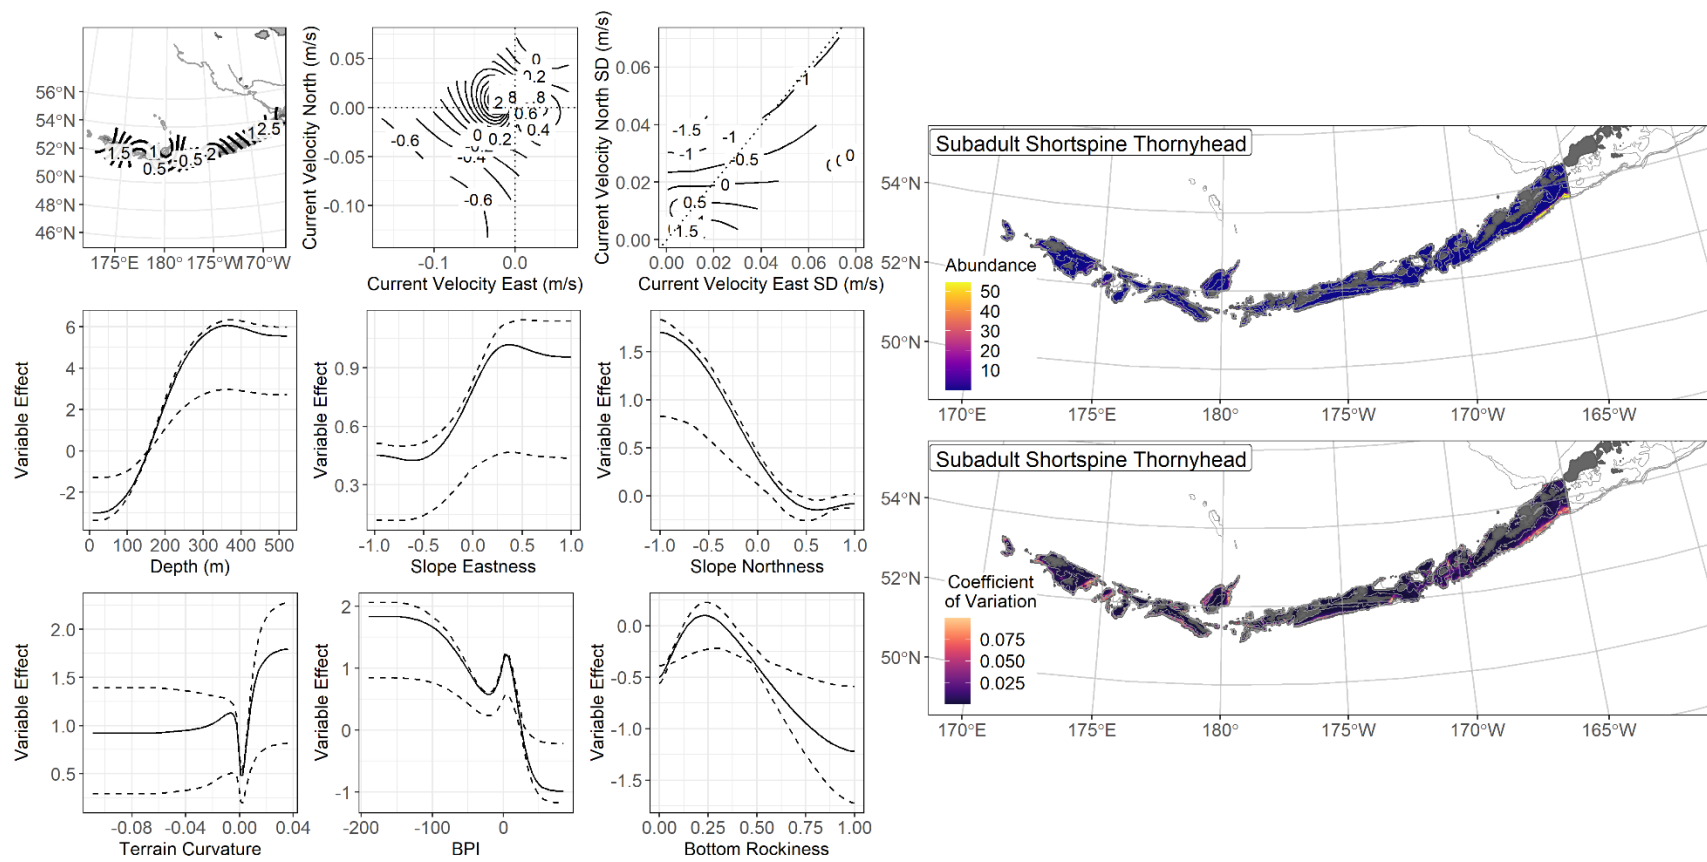 56°N
54°N
52°N
50°N
48°N
46°N
175°E 180° 175°W 170°W
1.5
1
0.5
-0.5
2
2.5
Current Velocity North (m/s)
0.05
0.00
-0.05
-0.10
-0.1
0.0
Current Velocity East (m/s)
0
0.2
-0.6
2
8
.8
0.6
0.4
0.2
-0.4
-0.6
Current Velocity North SD (m/s)
0.06
0.04
0.02
0.00
0.00 0.02 0.04 0.06 0.08
Current Velocity East SD (m/s)
-1
-1.5
-1
-1
-0.5
0
0
0.5
1.5
Variable Effect
6
4
2
0
-2
0 100 200 300 400 500
Depth (m)
Variable Effect
0.9
0.6
0.3
-1.0 -0.5 0.0 0.5 1.0
Slope Eastness
Variable Effect
1.5
1.0
0.5
0.0
-1.0 -0.5 0.0 0.5 1.0
Slope Northness
Variable Effect
2.0
1.5
1.0
0.5
-0.08 -0.04 0.00 0.04
Terrain Curvature
Variable Effect
2
1
0
-1
-200 -100 0
BPI
Variable Effect
0.0
-0.5
-1.0
-1.5
0.00 0.25 0.50 0.75 1.00
Bottom Rockiness
Subadult Shortspine Thornyhead
54°N
52°N
50°N
Abundance
50
40
30
20
10
170°E 175°E 180° 175°W 170°W 165°W
Subadult Shortspine Thornyhead
54°N
52°N
50°N
Coefficient
of Variation
0.075
0.050
0.025
170°E 175°E 180° 175°W 170°W 165°W